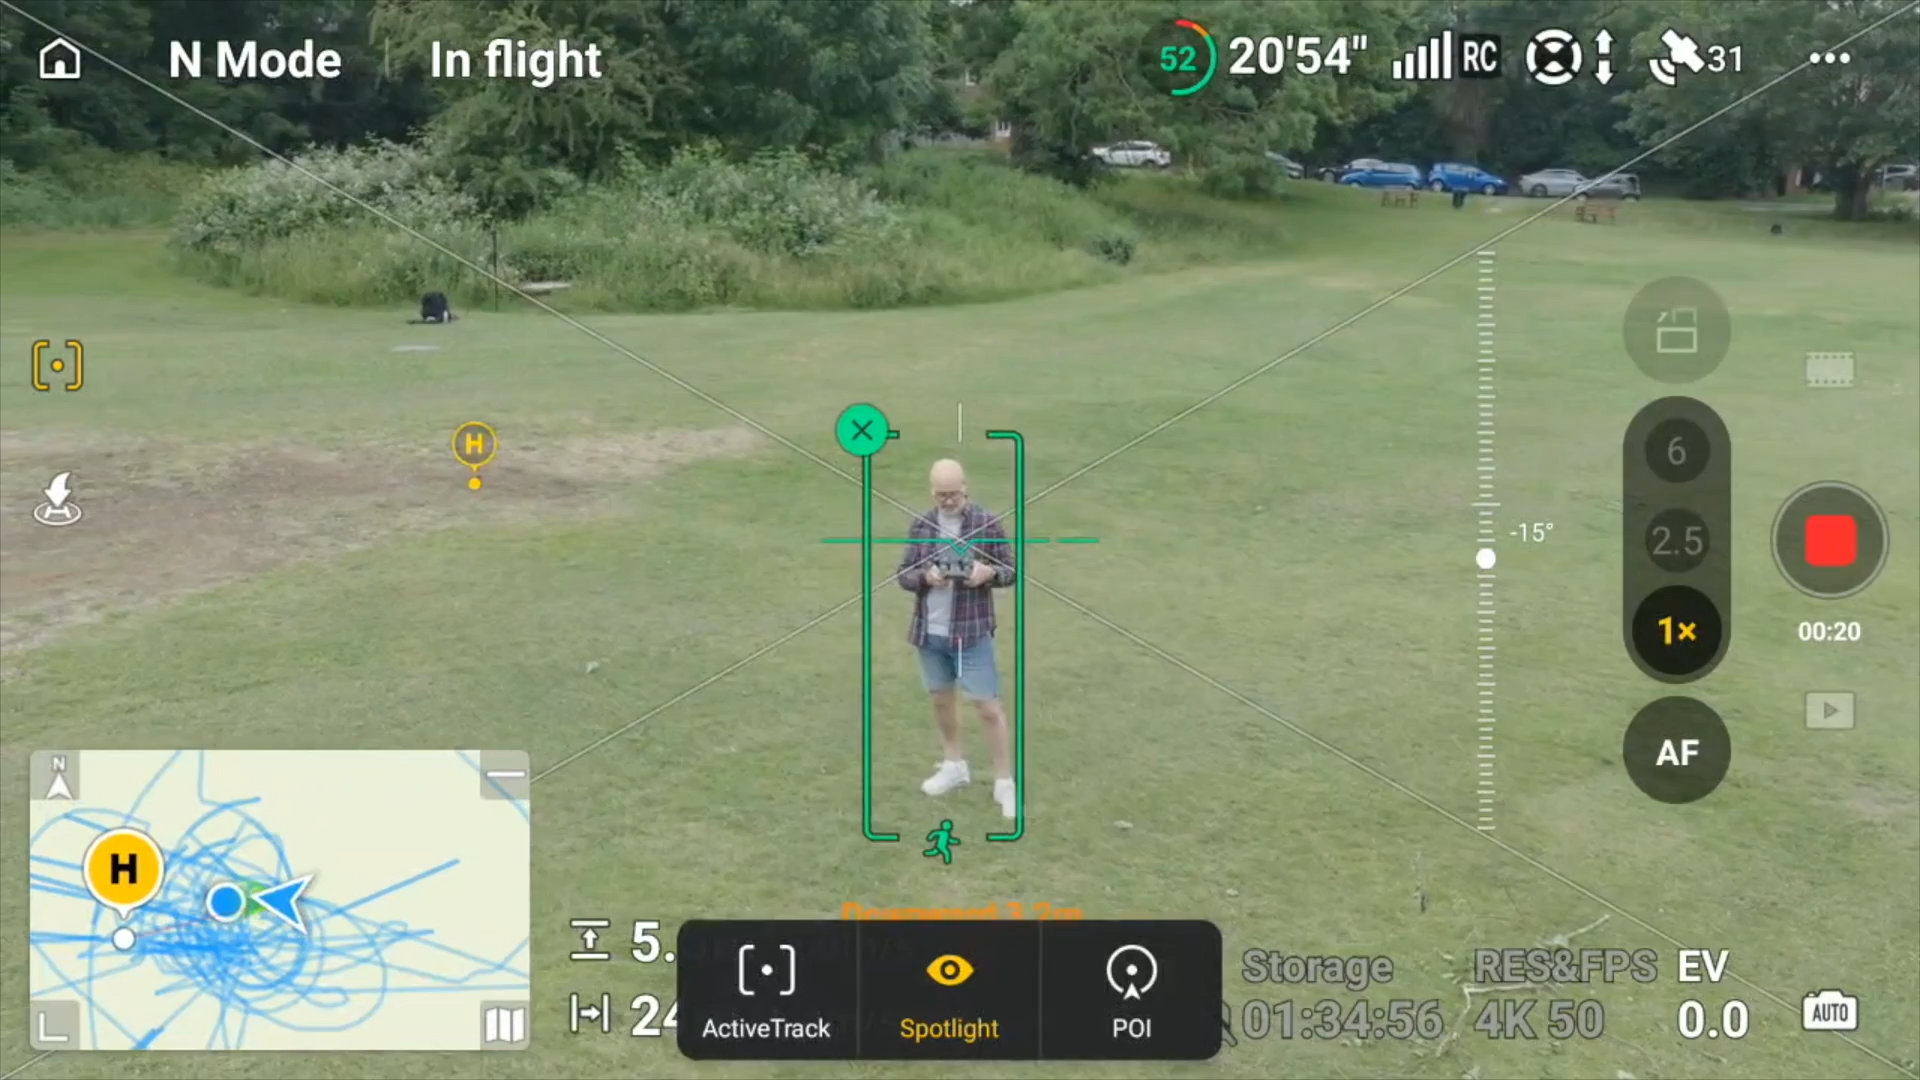 N Mode
In flight
52
20'54"
RC
31
H
-15°
6
2.5
1×
00:20
AF
N
H
5.
24
ActiveTrack
Spotlight
POI
Storage
01:34:56
RES&FPS
4K 50
EV
0.0
AUTO